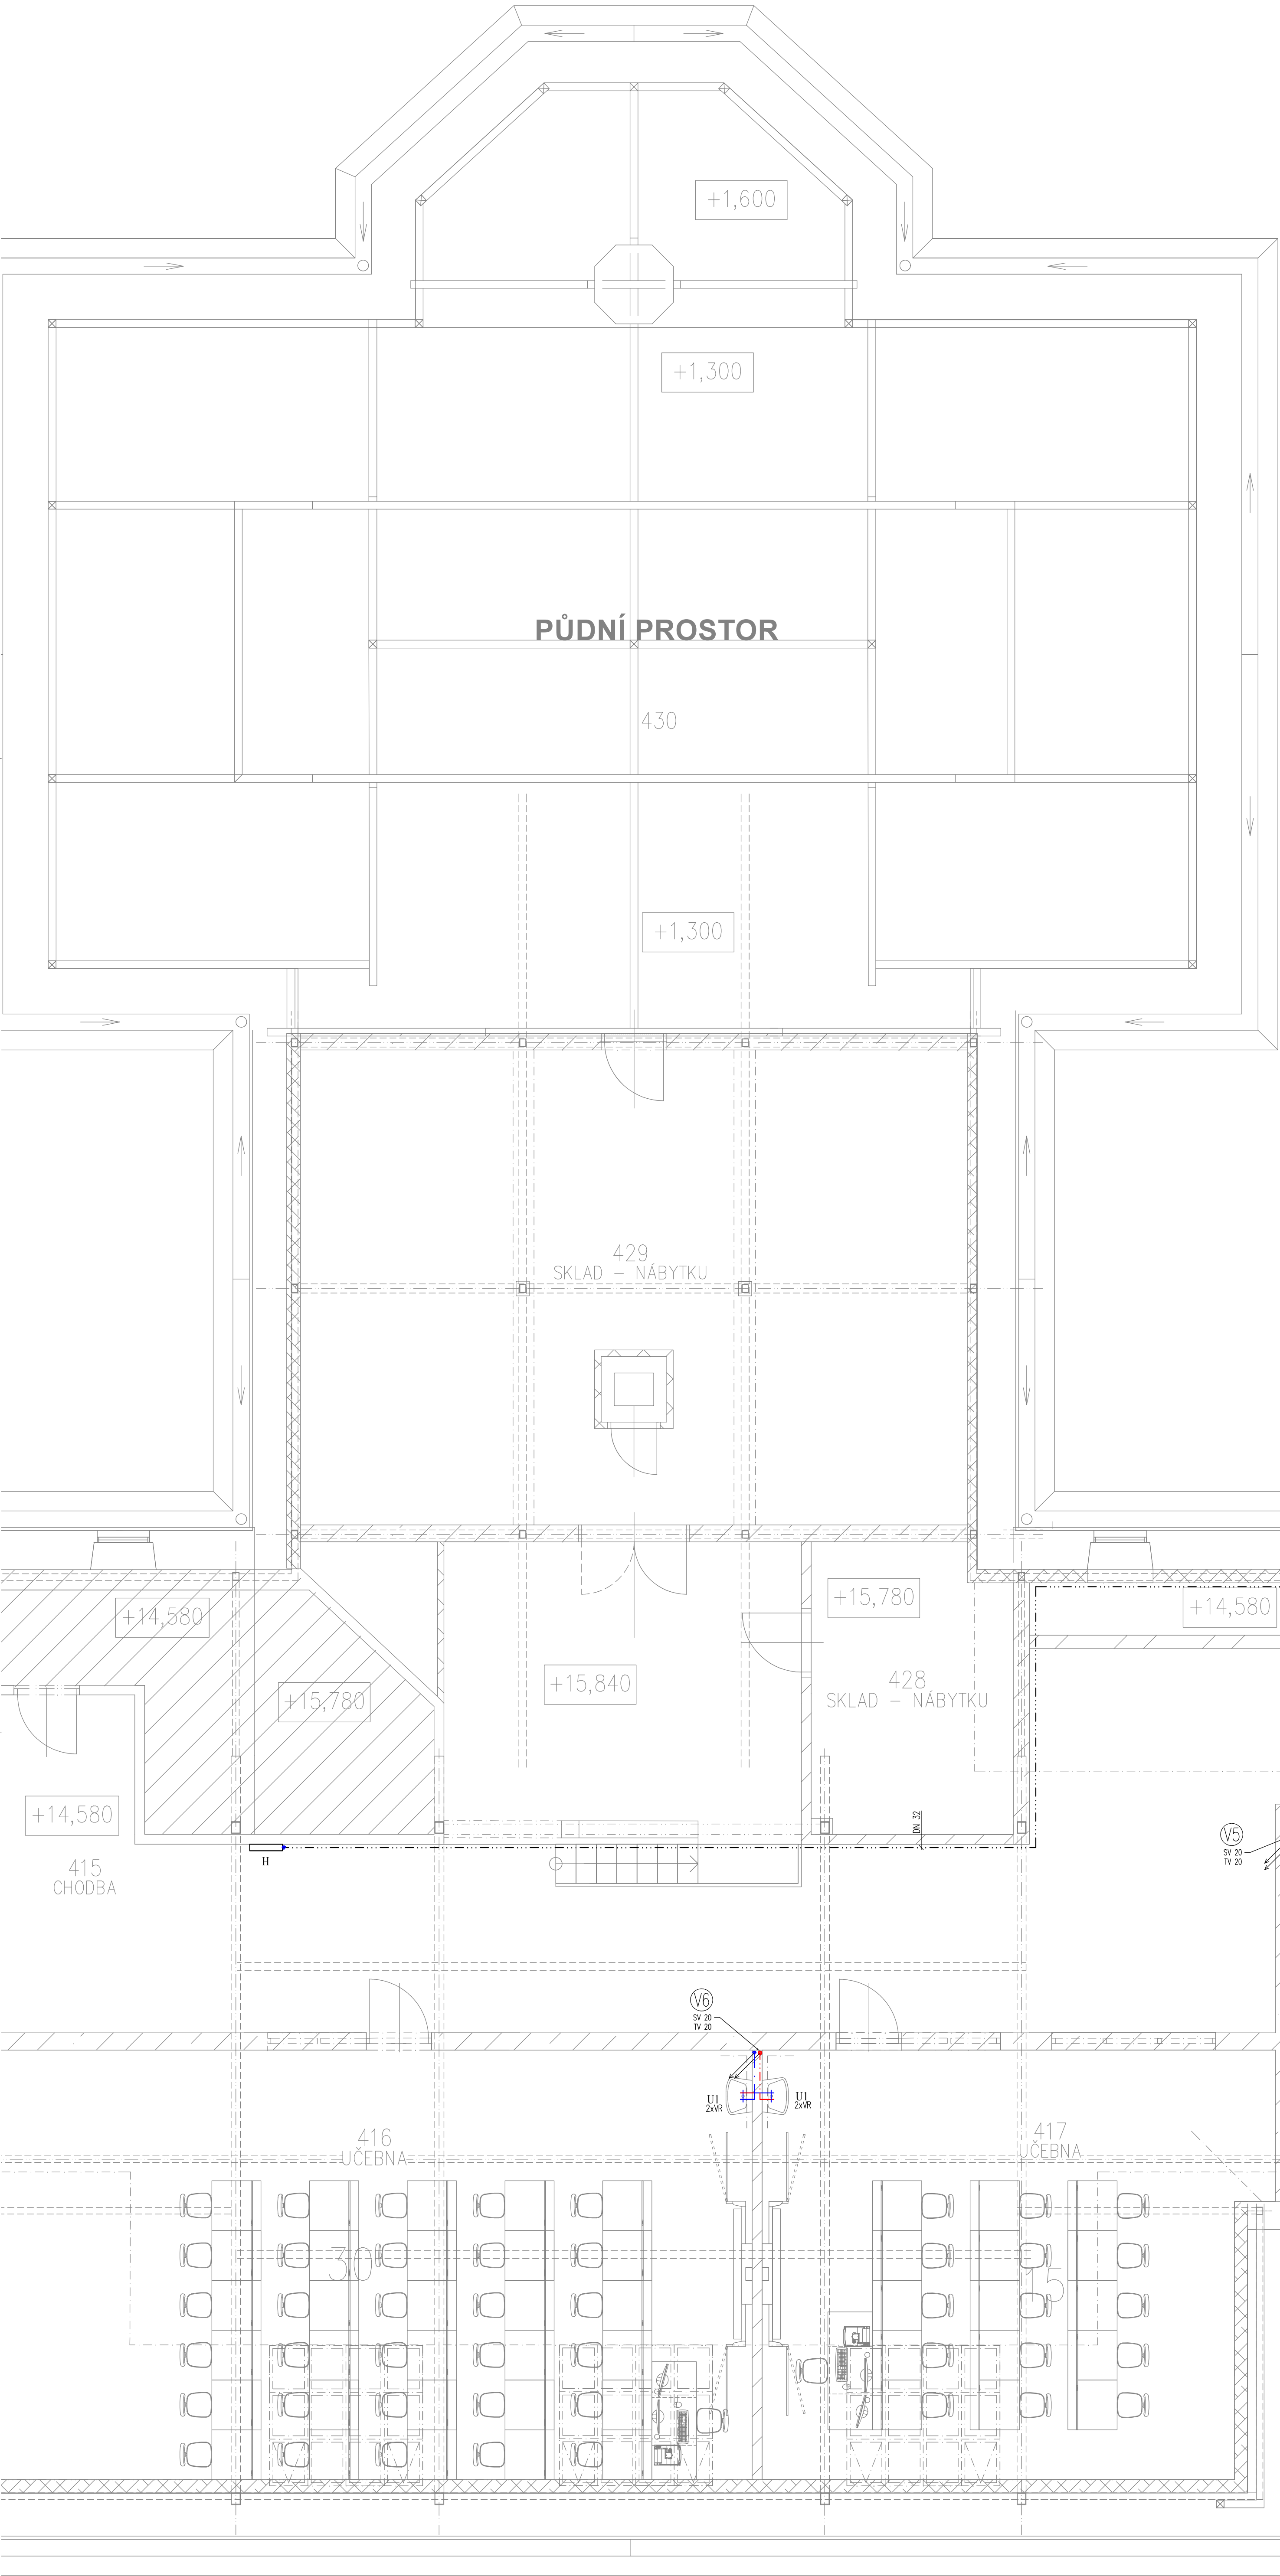 +1,600
+1,300
PŮDNÍ PROSTOR
430
+1,300
429
SKLAD - NÁBYTKU
+15,780
+14,580
+14,580
+15,840
428
SKLAD - NÁBYTKU
+15,780
+14,580
DN 32
V5
SV 20
TV 20
H
415
CHODBA
V6
SV 20
TV 20
U1
2xVR
U1
2xVR
416
UČEBNA
417
UČEBNA
30
15